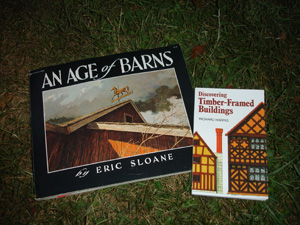 AN AGE of BARNS
by ERIC SLOANE
Discovering
Timber-Framed
Buildings
RICHARD HARRIS